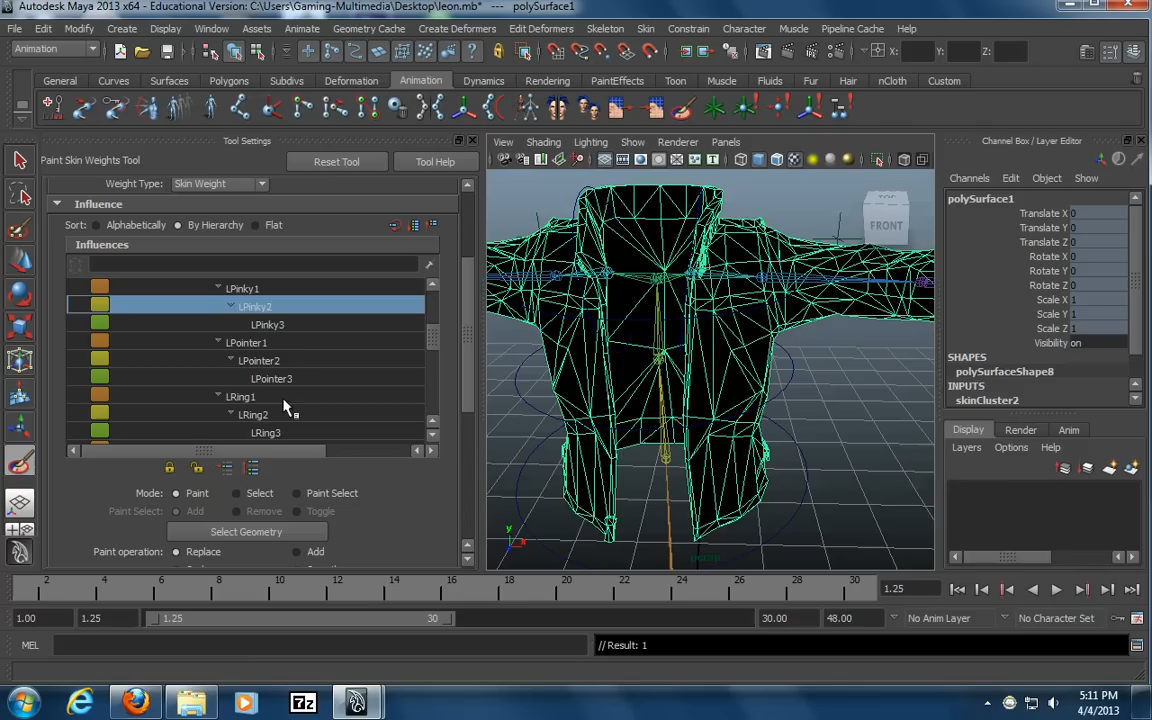 Autodesk Maya 2013 x64 - Educational Version: C:\Users\Gaming-Multimedia\Desktop\leon.mb* --- polySurface1
File Edit Modify Create Display Window Assets Animate Geometry Cache Create Deformers Edit Deformers Skeleton Skin Constrain Character Muscle Pipeline Cache Help
Animation X: Y: Z:
General Curves Surfaces Polygons Subdivs Deformation Animation Dynamics Rendering PaintEffects Toon Muscle Fluids Fur Hair nCloth Custom
Tool Settings
Paint Skin Weights Tool Reset Tool Tool Help
Weight Type: Skin Weight
Influence
Sort: Alphabetically By Hierarchy Flat
Influences
LPinky1
LPinky2
LPinky3
LPointer1
LPointer2
LPointer3
LRing1
LRing2
LRing3
Mode: Paint Select Paint Select
Paint Select: Add Remove Toggle
Select Geometry
Paint operation: Replace Add
View Shading Lighting Show Renderer Panels
TOP
FRONT
y
x
Channel Box / Layer Editor
Channels Edit Object Show
polySurface1
Translate X 0
Translate Y 0
Translate Z 0
Rotate X 0
Rotate Y 0
Rotate Z 0
Scale X 1
Scale Y 1
Scale Z 1
Visibility on
SHAPES
polySurfaceShape8
INPUTS
skinCluster2
Display Render Anim
Layers Options Help
2 4 6 8 10 12 14 16 18 20 22 24 26 28 30
1.25
1.00 1.25 1.25 30 30.00 48.00 No Anim Layer No Character Set
MEL // Result: 1
7z
5:11 PM
4/4/2013